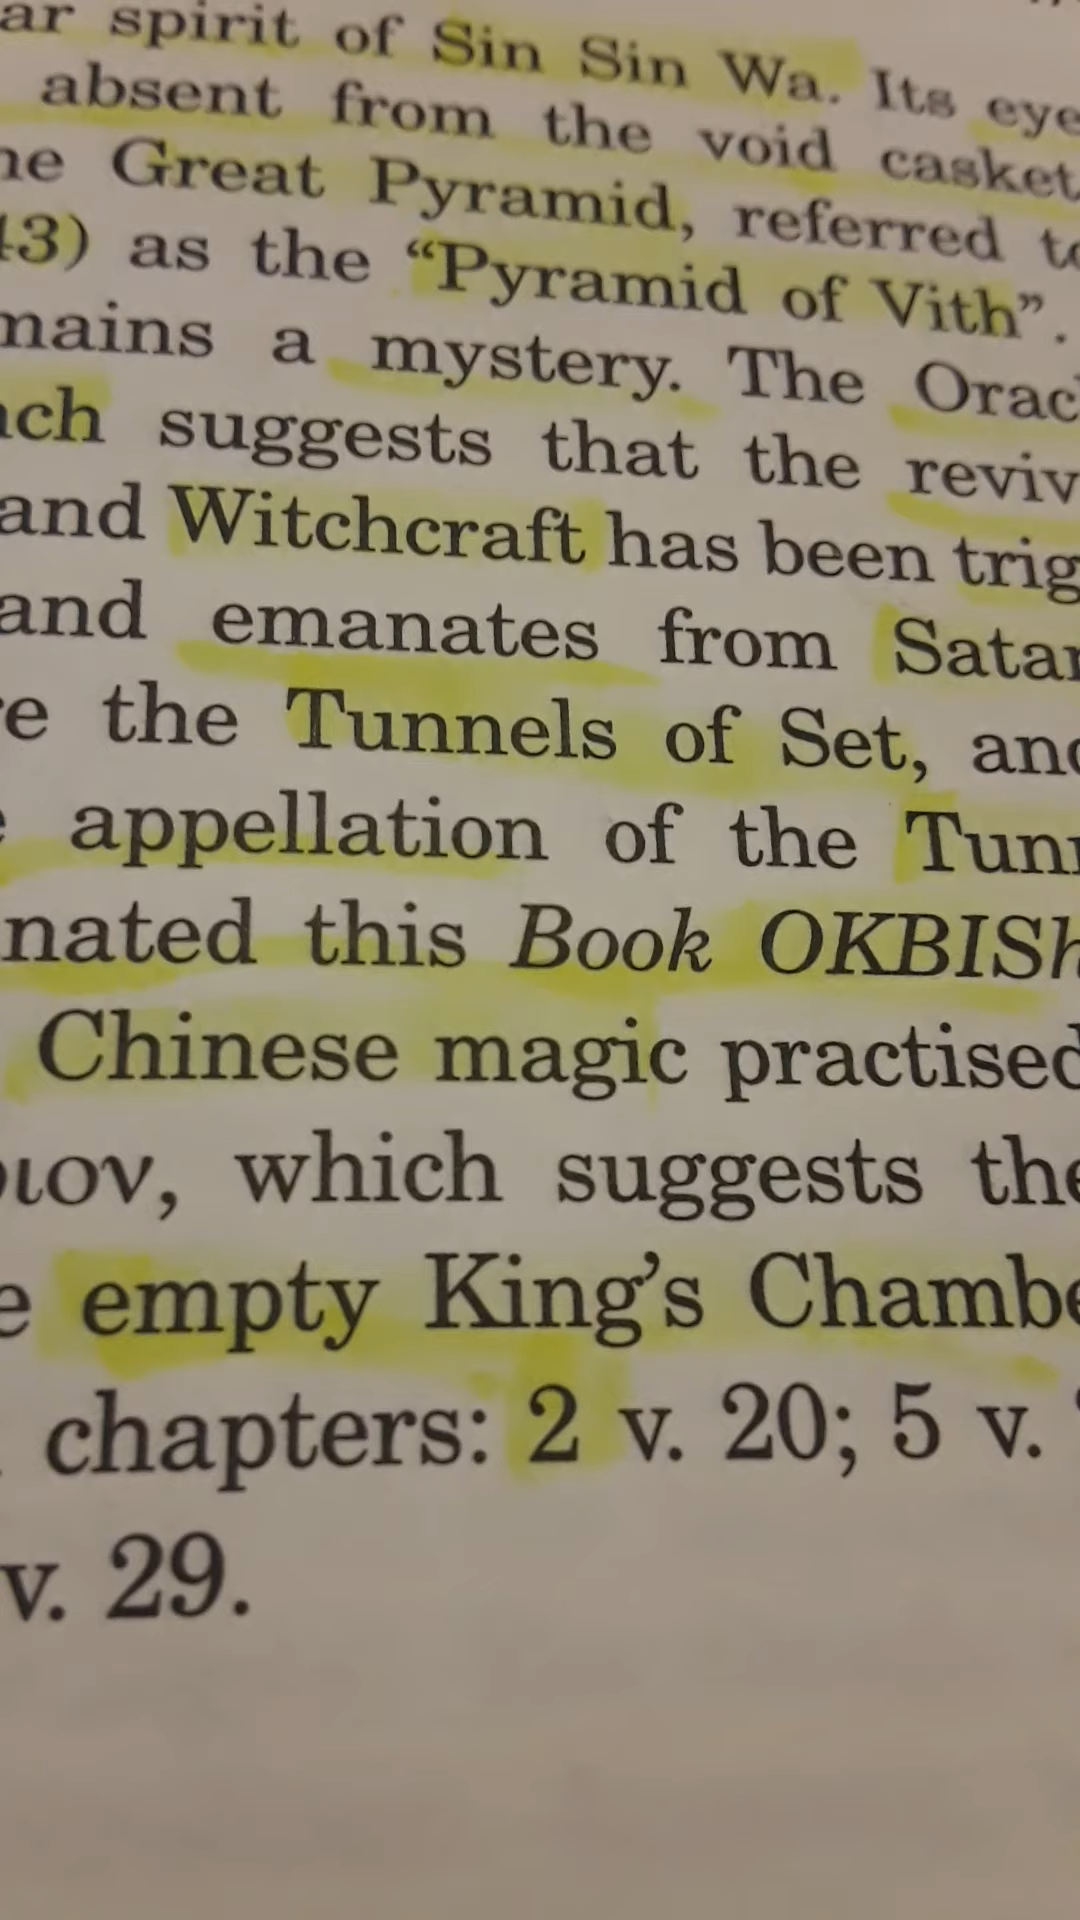 ar spirit of Sin Sin Wa. Its eye
absent from the void casket
he Great Pyramid, referred to
43) as the “Pyramid of Vith”.
mains a mystery. The Orac
ach suggests that the reviv
and Witchcraft has been trig
and emanates from Satan
re the Tunnels of Set, and
appellation of the Tunn
nated this Book OKBISh
Chinese magic practised
ιον, which suggests the
e empty King’s Chambe
chapters: 2 v. 20; 5 v.
v. 29.